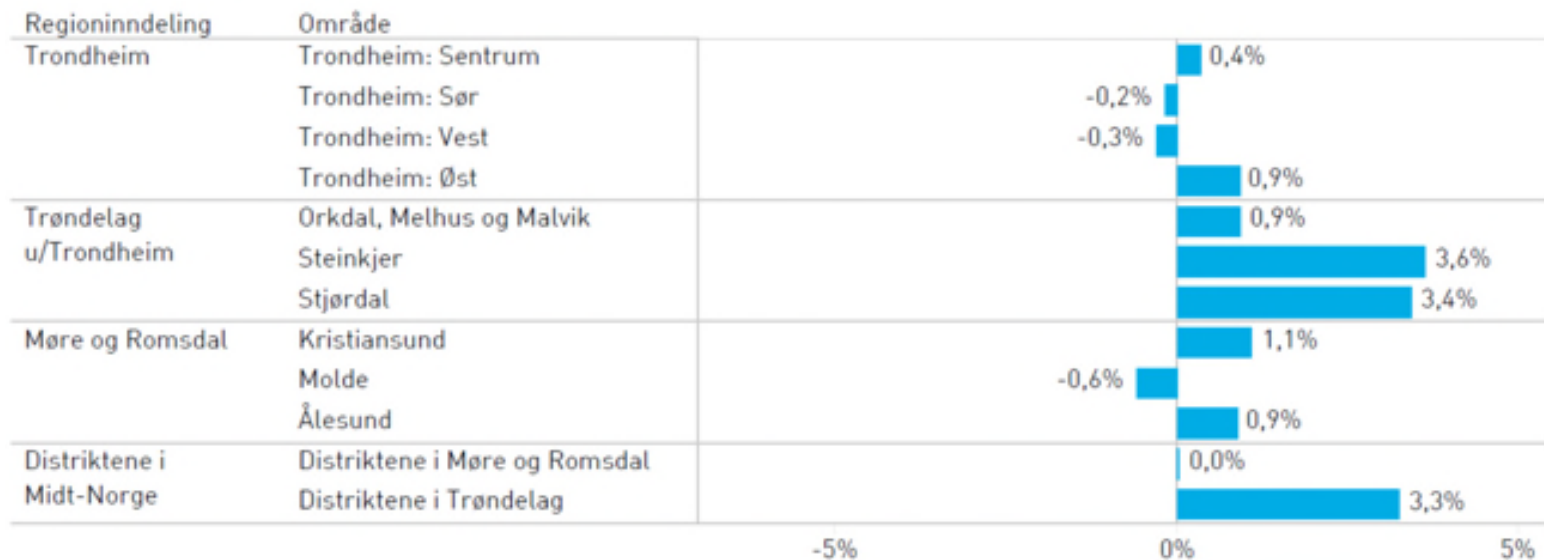 Regioninndeling Område
Trondheim Trondheim: Sentrum 0,4%
Trondheim: Sør -0,2%
Trondheim: Vest -0,3%
Trondheim: Øst 0,9%
Trøndelag Orkdal, Melhus og Malvik 0,9%
u/Trondheim Steinkjer 3,6%
Stjørdal 3,4%
Møre og Romsdal Kristiansund 1,1%
Molde -0,6%
Ålesund 0,9%
Distriktene i Distriktene i Møre og Romsdal 0,0%
Midt-Norge Distriktene i Trøndelag 3,3%
-5% 0% 5%